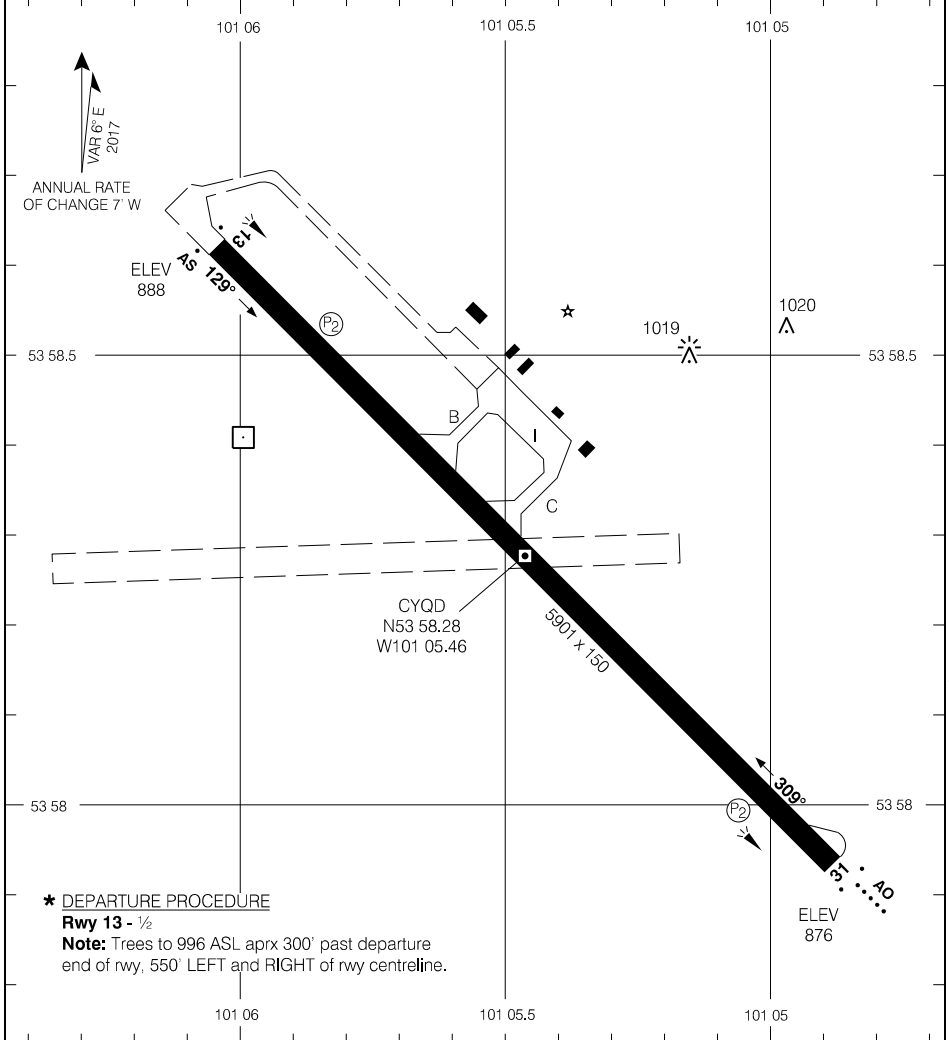 101 06
101 05.5
101 05
VAR 6° E
2017
ANNUAL RATE
OF CHANGE 7' W
13
AS 129°
ELEV
888
P2
1019
1020
53 58.5
53 58.5
B
I
C
CYQD
N53 58.28
W101 05.46
5901 x 150
309°
53 58
53 58
P2
31
AO
ELEV
876
* DEPARTURE PROCEDURE
Rwy 13 - ½
Note: Trees to 996 ASL aprx 300' past departure
end of rwy, 550' LEFT and RIGHT of rwy centreline.
101 06
101 05.5
101 05